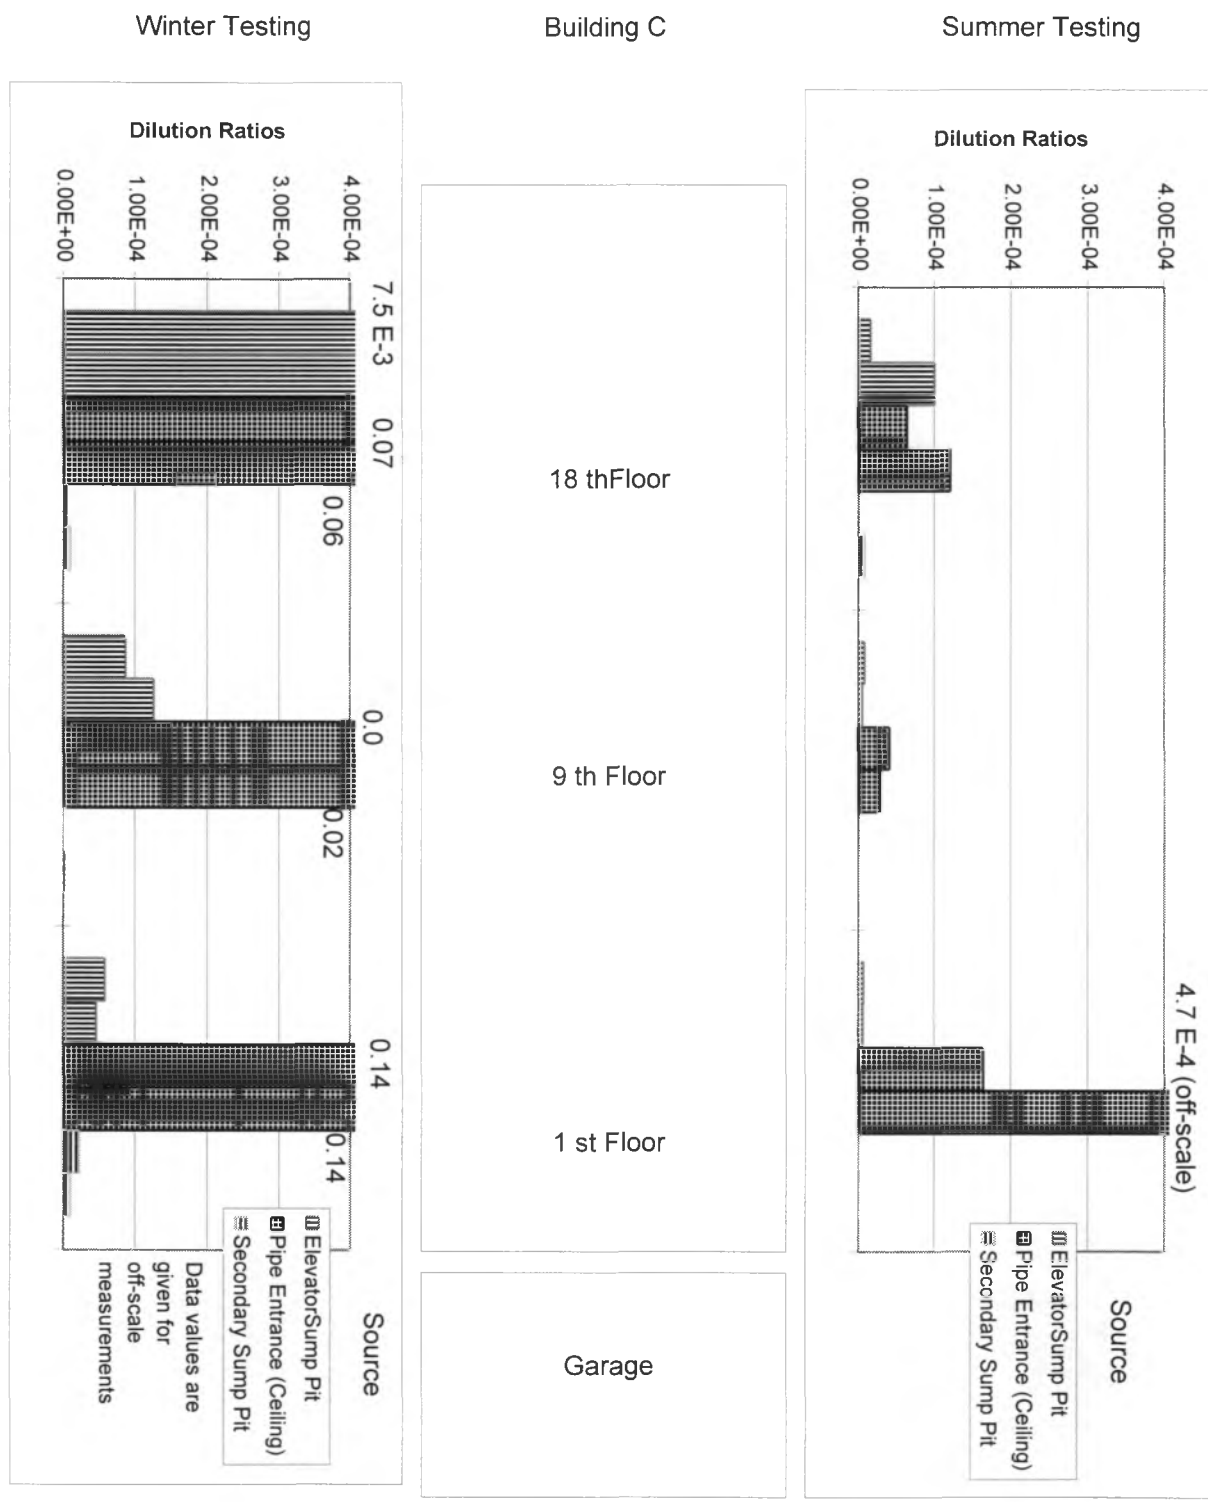 Winter Testing
Building C
Summer Testing
Dilution Ratios
0.00E+00
1.00E-04
2.00E-04
3.00E-04
4.00E-04
7.5 E-3
0.07
0.06
0.0
0.02
0.14
0.14
Source
ElevatorSump Pit
Pipe Entrance (Ceiling)
Secondary Sump Pit
Data values are
given for
off-scale
measurements
18 thFloor
9 th Floor
1 st Floor
Garage
Dilution Ratios
0.00E+00
1.00E-04
2.00E-04
3.00E-04
4.00E-04
4.7 E-4 (off-scale)
Source
ElevatorSump Pit
Pipe Entrance (Ceiling)
Secondary Sump Pit